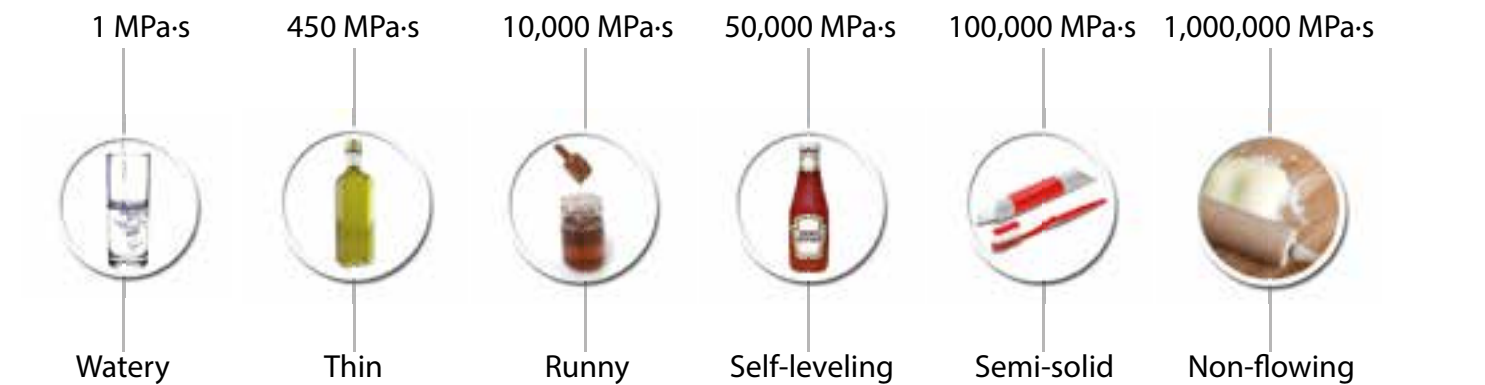 1 MPa·s 450 MPa·s 10,000 MPa·s 50,000 MPa·s 100,000 MPa·s 1,000,000 MPa·s
Watery Thin Runny Self-leveling Semi-solid Non-flowing